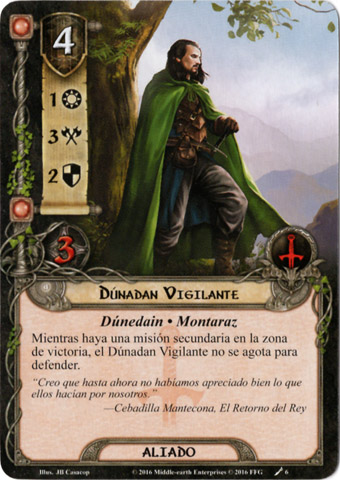 4
1
3
2
3
Dúnadan Vigilante
Dúnedain • Montaraz
Mientras haya una misión secundaria en la zona
de victoria, el Dúnadan Vigilante no se agota para
defender.
“Creo que hasta ahora no habíamos apreciado bien lo que
ellos hacían por nosotros.”
—Cebadilla Mantecona, El Retorno del Rey
ALIADO
Illus. JB Casacop
© 2016 Middle-earth Enterprises © 2016 FFG
6